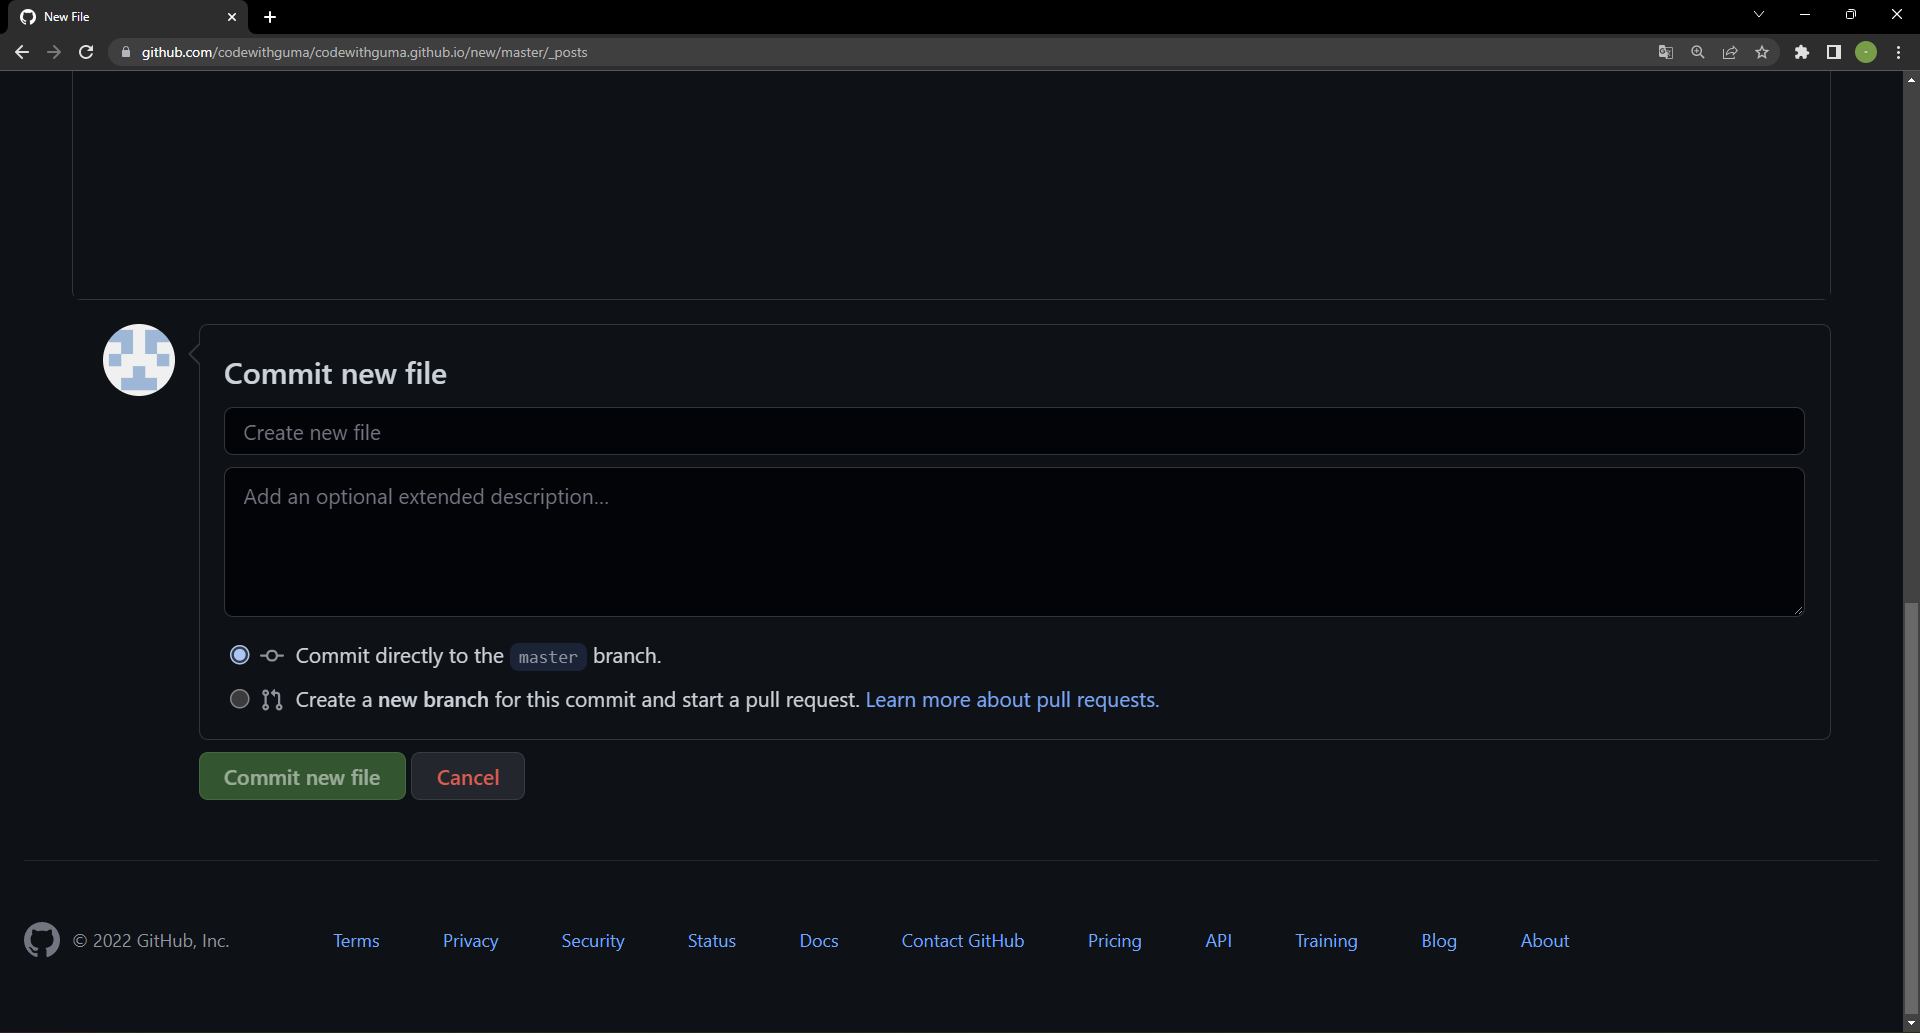 New File
github.com/codewithguma/codewithguma.github.io/new/master/_posts
Commit new file
Create new file
Add an optional extended description...
Commit directly to the master branch.
Create a new branch for this commit and start a pull request. Learn more about pull requests.
Commit new file Cancel
© 2022 GitHub, Inc. Terms Privacy Security Status Docs Contact GitHub Pricing API Training Blog About